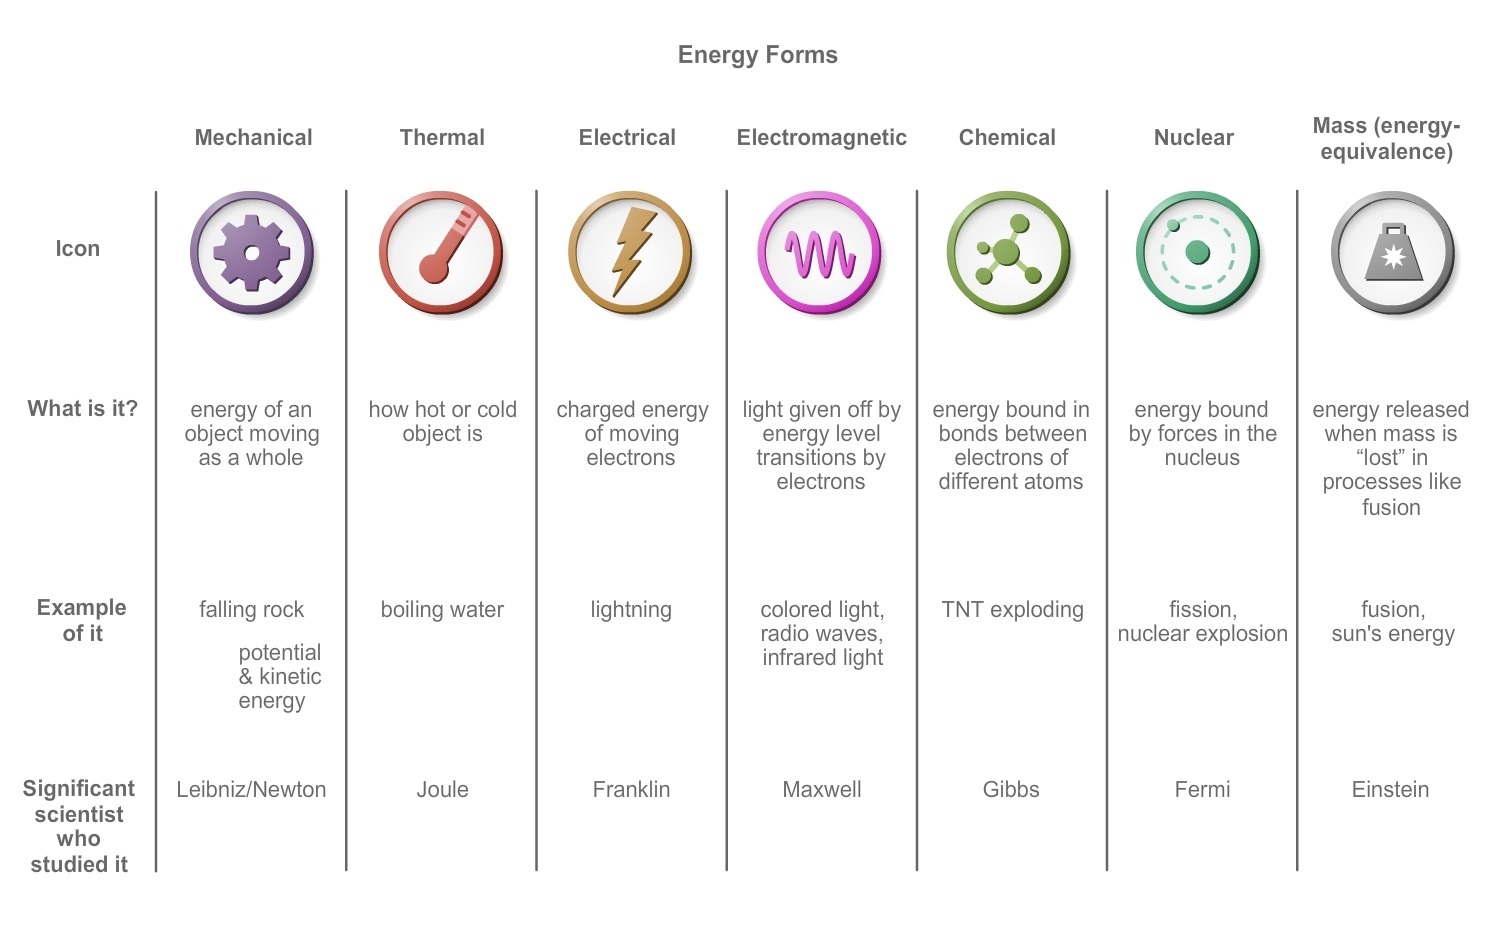 Energy Forms
Mechanical
Thermal
Electrical
Electromagnetic
Chemical
Nuclear
Mass (energy-
equivalence)
Icon
What is it?
energy of an
object moving
as a whole
how hot or cold
object is
charged energy
of moving
electrons
light given off by
energy level
transitions by
electrons
energy bound in
bonds between
electrons of
different atoms
energy bound
by forces in the
nucleus
energy released
when mass is
“lost” in
processes like
fusion
Example
of it
falling rock
potential
& kinetic
energy
boiling water
lightning
colored light,
radio waves,
infrared light
TNT exploding
fission,
nuclear explosion
fusion,
sun's energy
Significant
scientist
who
studied it
Leibniz/Newton
Joule
Franklin
Maxwell
Gibbs
Fermi
Einstein